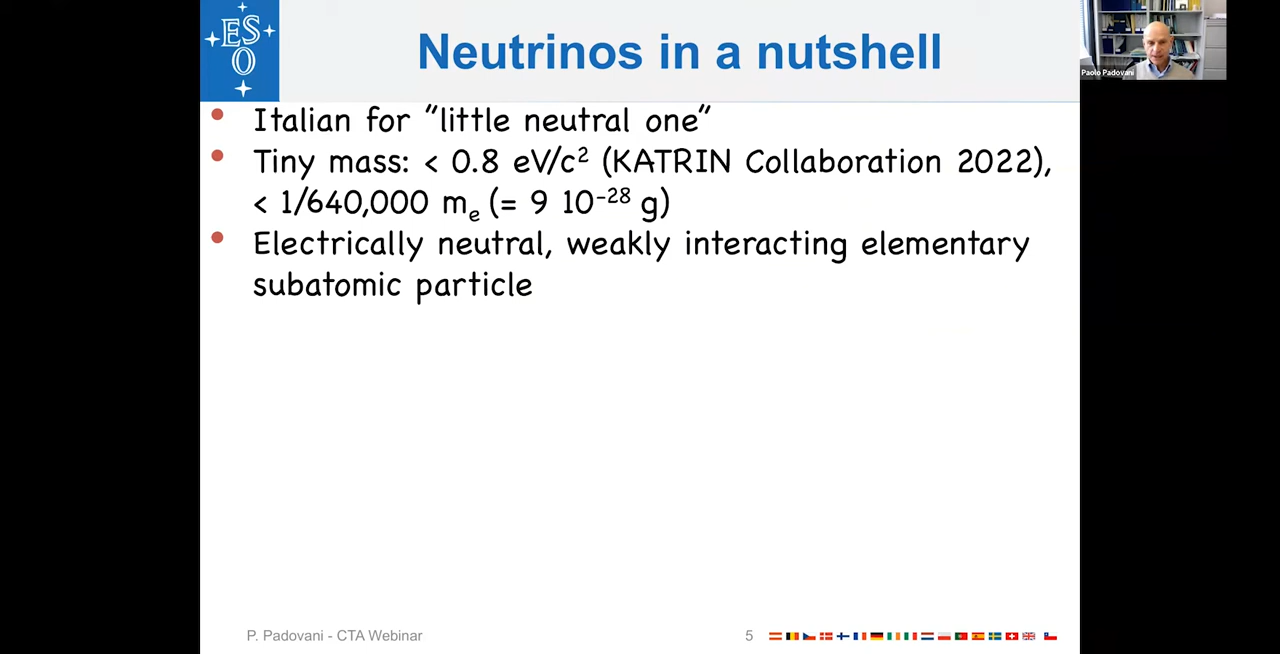 ESO
Neutrinos in a nutshell
Paolo Padovani
• Italian for "little neutral one"
• Tiny mass: < 0.8 eV/c² (KATRIN Collaboration 2022),
< 1/640,000 mₑ (= 9 10⁻²⁸ g)
• Electrically neutral, weakly interacting elementary
subatomic particle
P. Padovani - CTA Webinar
5